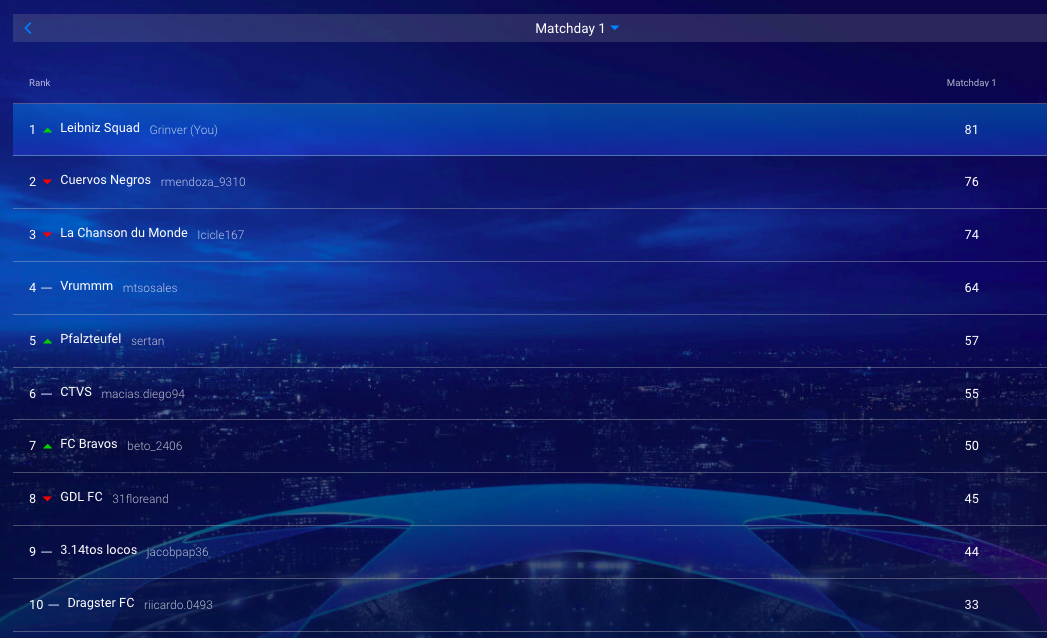 Matchday 1
Rank Matchday 1
1 Leibniz Squad Grinver (You) 81
2 Cuervos Negros rmendoza_9310 76
3 La Chanson du Monde Icicle167 74
4 Vrummm mtsosales 64
5 Pfalzteufel sertan 57
6 CTVS macias.diego94 55
7 FC Bravos beto_2406 50
8 GDL FC 31floreand 45
9 3.14tos locos jacobpap36 44
10 Dragster FC riicardo.0493 33